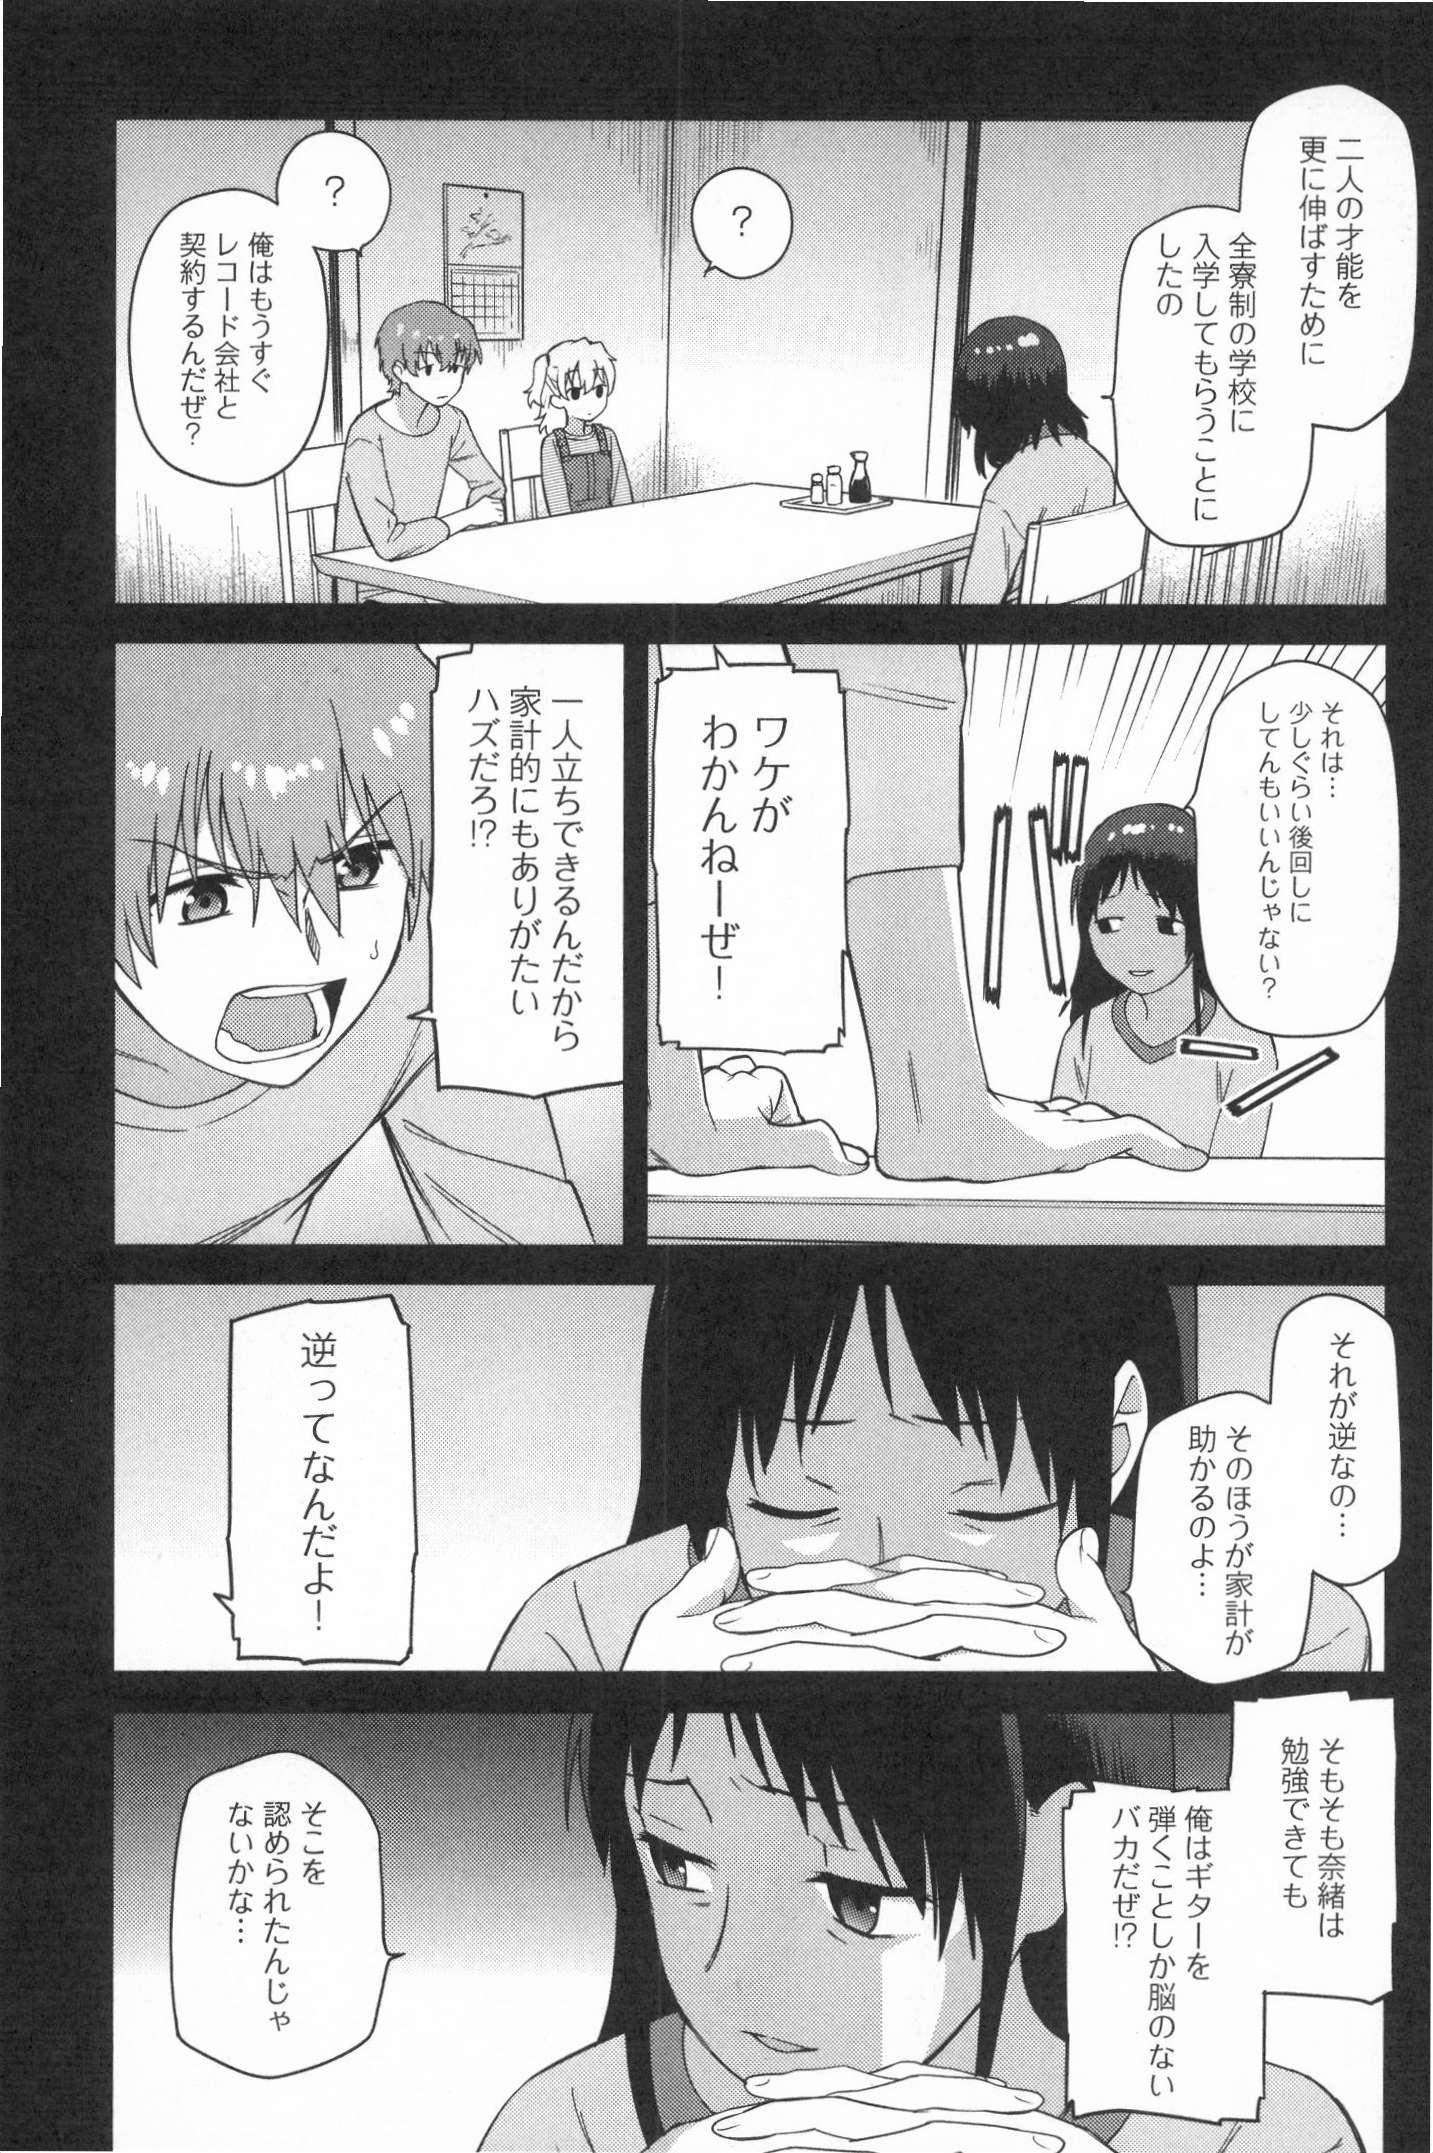 二人の才能を
更に伸ばすために
全寮制の学校に
入学してもらうことに
したの
？
？
俺はもうすぐ
レコード会社と
契約するんだぜ？
それは…
少しぐらい後回しに
してんもいいんじゃない？
ワケが
わかんねーぜ！
一人立ちできるんだから
家計的にもありがたい
ハズだろ!?
それが逆なの…
そのほうが家計が
助かるのよ…
逆ってなんだよ！
そもそも奈緒は
勉強できても
俺はギターを
弾くことしか脳のない
バカだぜ!?
そこを
認められたんじゃ
ないかな…